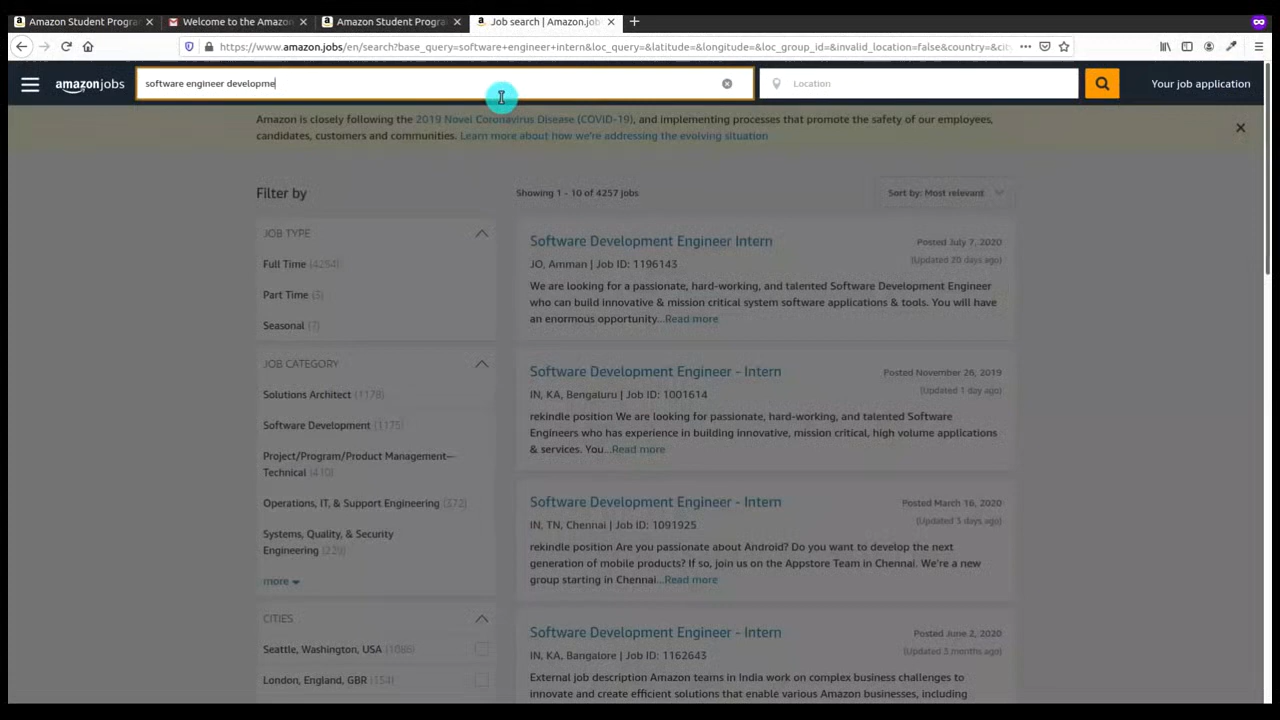 Amazon Student Progra
Welcome to the Amazon
Amazon Student Progra
Job search | Amazon.job
https://www.amazon.jobs/en/search?base_query=software+engineer+intern&loc_query=&latitude=&longitude=&loc_group_id=&invalid_location=false&country=&cit
amazonjobs
software engineer developme
Location
Your job application
Amazon is closely following the 2019 Novel Coronavirus Disease (COVID-19), and implementing processes that promote the safety of our employees,
candidates, customers and communities. Learn more about how we're addressing the evolving situation
Filter by
Showing 1 - 10 of 4257 jobs
Sort by: Most relevant
JOB TYPE
Full Time (4254)
Part Time (3)
Seasonal (7)
JOB CATEGORY
Solutions Architect (1178)
Software Development (1175)
Project/Program/Product Management—
Technical (410)
Operations, IT, & Support Engineering (372)
Systems, Quality, & Security
Engineering (229)
more
CITIES
Seattle, Washington, USA (1086)
London, England, GBR (154)
Software Development Engineer Intern
Posted July 7, 2020
JO, Amman | Job ID: 1196143
(Updated 20 days ago)
We are looking for a passionate, hard-working, and talented Software Development Engineer
who can build innovative & mission critical system software applications & tools. You will have
an enormous opportunity...Read more
Software Development Engineer - Intern
Posted November 26, 2019
IN, KA, Bengaluru | Job ID: 1001614
(Updated 1 day ago)
rekindle position We are looking for passionate, hard-working, and talented Software
Engineers who has experience in building innovative, mission critical, high volume applications
& services. You...Read more
Software Development Engineer - Intern
Posted March 16, 2020
IN, TN, Chennai | Job ID: 1091925
(Updated 3 days ago)
rekindle position Are you passionate about Android? Do you want to develop the next
generation of mobile products? If so, join us on the Appstore Team in Chennai. We're a new
group starting in Chennai...Read more
Software Development Engineer - Intern
Posted June 2, 2020
IN, KA, Bangalore | Job ID: 1162643
(Updated 3 months ago)
External job description Amazon teams in India work on complex business challenges to
innovate and create efficient solutions that enable various Amazon businesses, including